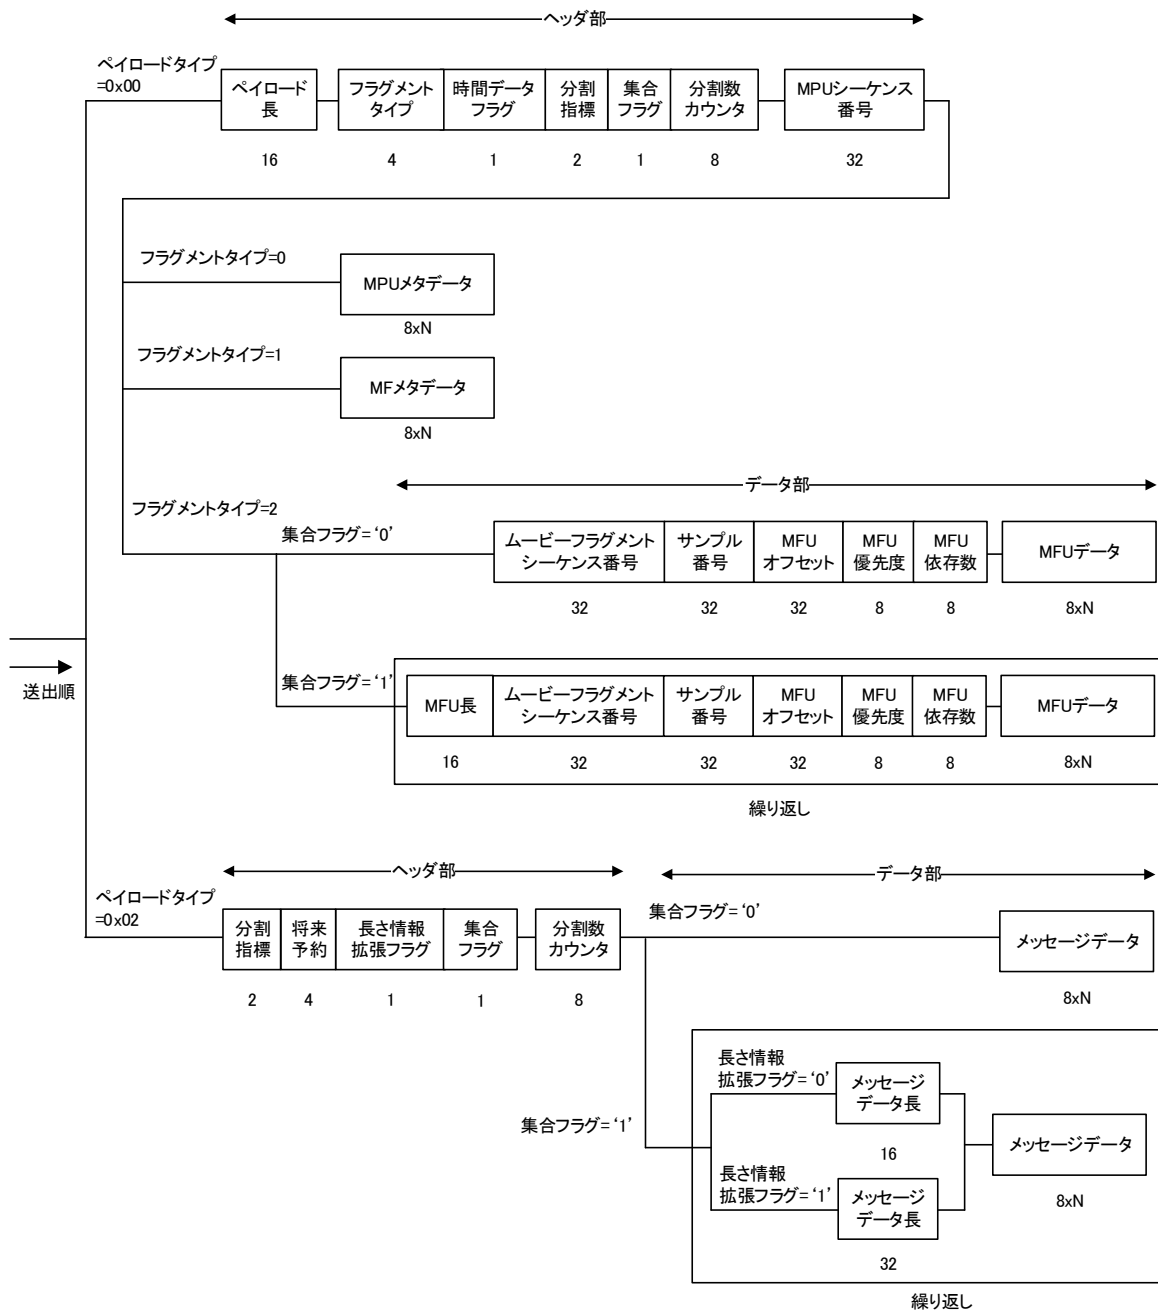 ヘッダ部
ペイロードタイプ
=0x00
ペイロード
長
フラグメント
タイプ
時間データ
フラグ
分割
指標
集合
フラグ
分割数
カウンタ
MPUシーケンス
番号
16
4
1
2
1
8
32
フラグメントタイプ=0
MPUメタデータ
8xN
フラグメントタイプ=1
MFメタデータ
8xN
データ部
フラグメントタイプ=2
集合フラグ=‘0’
ムービーフラグメント
シーケンス番号
サンプル
番号
MFU
オフセット
MFU
優先度
MFU
依存数
MFUデータ
32
32
32
8
8
8xN
送出順
集合フラグ=‘1’
MFU長
ムービーフラグメント
シーケンス番号
サンプル
番号
MFU
オフセット
MFU
優先度
MFU
依存数
MFUデータ
16
32
32
32
8
8
8xN
繰り返し
ヘッダ部
データ部
ペイロードタイプ
=0x02
分割
指標
将来
予約
長さ情報
拡張フラグ
集合
フラグ
分割数
カウンタ
2
4
1
1
8
集合フラグ=‘0’
メッセージデータ
8xN
集合フラグ=‘1’
長さ情報
拡張フラグ=‘0’
メッセージ
データ長
16
長さ情報
拡張フラグ=‘1’
メッセージ
データ長
32
メッセージデータ
8xN
繰り返し